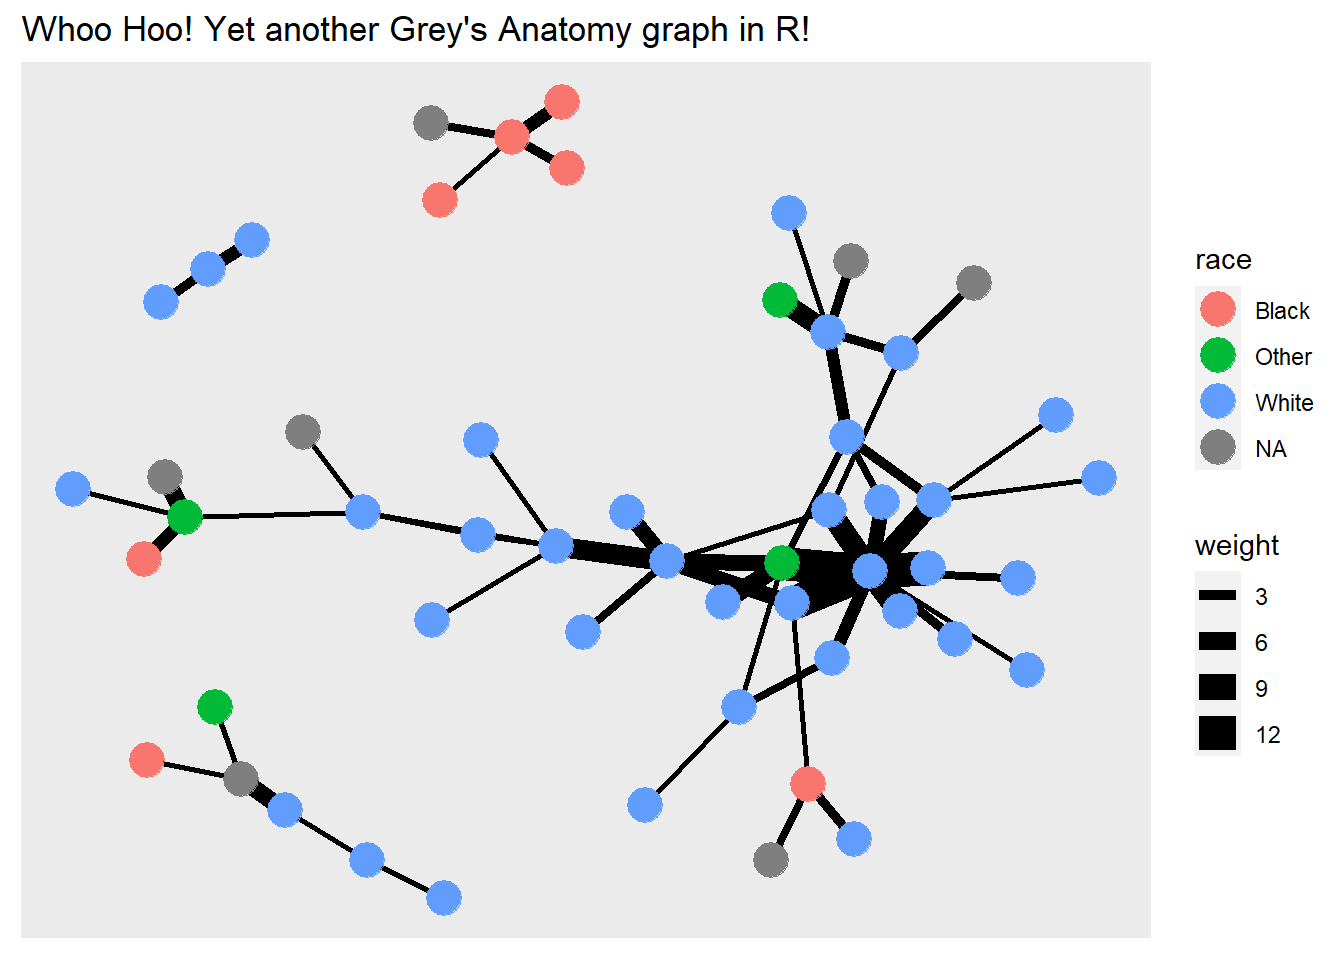 Whoo Hoo! Yet another Grey's Anatomy graph in R!
race
Black
Other
White
NA
weight
3
6
9
12